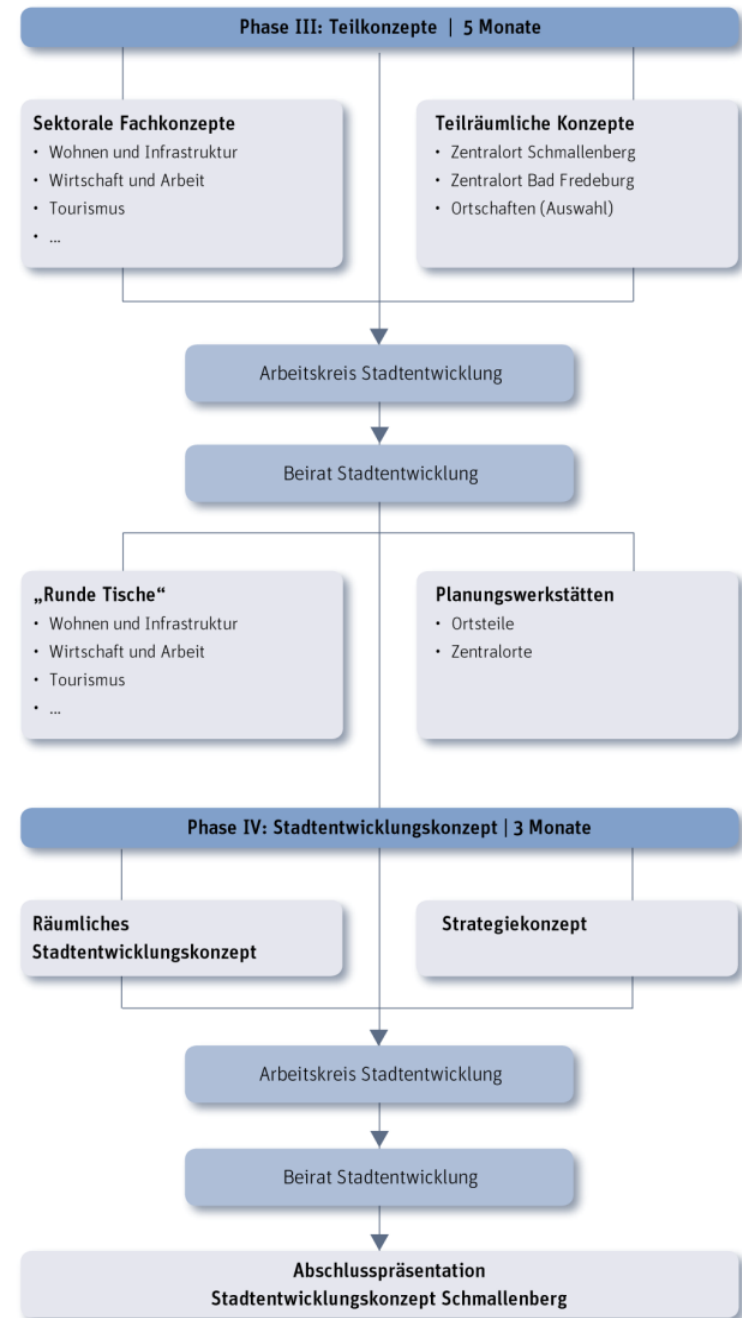 Phase III: Teilkonzepte | 5 Monate
Sektorale Fachkonzepte
• Wohnen und Infrastruktur
• Wirtschaft und Arbeit
• Tourismus
• ...
Teilräumliche Konzepte
• Zentralort Schmallenberg
• Zentralort Bad Fredeburg
• Ortschaften (Auswahl)
Arbeitskreis Stadtentwicklung
Beirat Stadtentwicklung
„Runde Tische“
• Wohnen und Infrastruktur
• Wirtschaft und Arbeit
• Tourismus
• ...
Planungswerkstätten
• Ortsteile
• Zentralorte
Phase IV: Stadtentwicklungskonzept | 3 Monate
Räumliches
Stadtentwicklungskonzept
Strategiekonzept
Arbeitskreis Stadtentwicklung
Beirat Stadtentwicklung
Abschlusspräsentation
Stadtentwicklungskonzept Schmallenberg